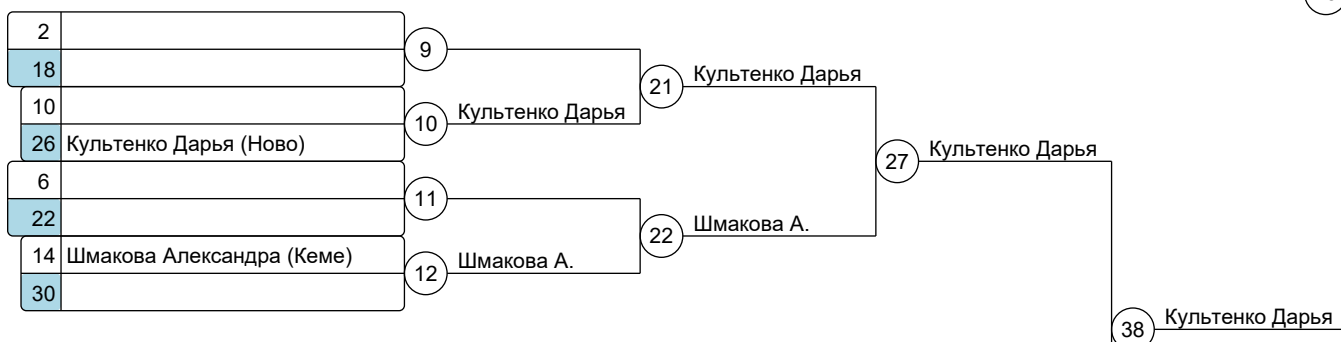 2
18
9
10
26 Культенко Дарья (Ново)
10 Культенко Дарья
21 Культенко Дарья
6
22
11
14 Шмакова Александра (Кеме)
30
12 Шмакова А.
22 Шмакова А.
27 Культенко Дарья
38 Культенко Дарья